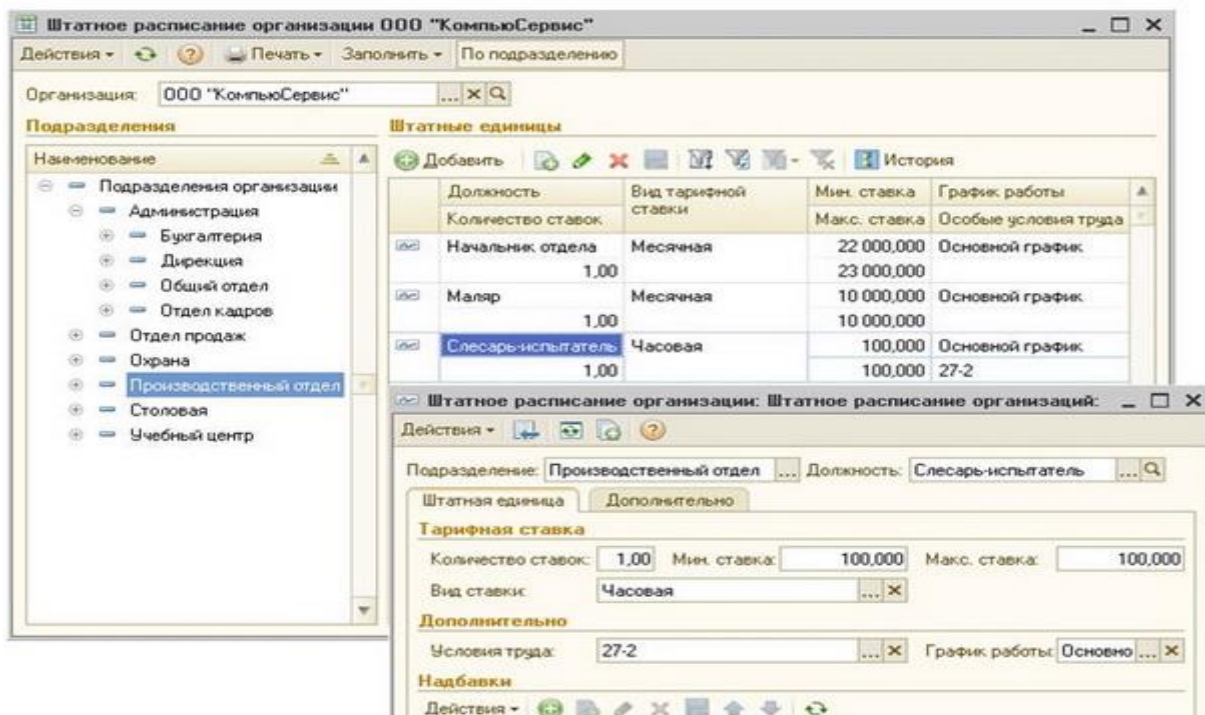 Штатное расписание организации ООО "КомпьюСервис"
Действия Печать Заполнить По подразделению
Организация: ООО "КомпьюСервис" ...
Подразделения Штатные единицы
Наименование
Добавить История
Подразделения организации
Администрация
Бухгалтерия
Дирекция
Общий отдел
Отдел кадров
Отдел продаж
Охрана
Производственный отдел
Столовая
Учебный центр
Должность Вид тарифной ставки Мин. ставка График работы
Количество ставок Макс. ставка Особые условия труда
Начальник отдела Месячная 22 000,000 Основной график
1,00 23 000,000
Маляр Месячная 10 000,000 Основной график
1,00 10 000,000
Слесарь-испытатель Часовая 100,000 Основной график
1,00 100,000 27-2
Штатное расписание организации: Штатное расписание организаций:
Действия
Подразделение: Производственный отдел ... Должность: Слесарь-испытатель ...
Штатная единица Дополнительно
Тарифная ставка
Количество ставок: 1,00 Мин. ставка: 100,000 Макс. ставка: 100,000
Вид ставки: Часовая ...
Дополнительно
Условия труда: 27-2 ... График работы: Основно ...
Надбавки
Действия